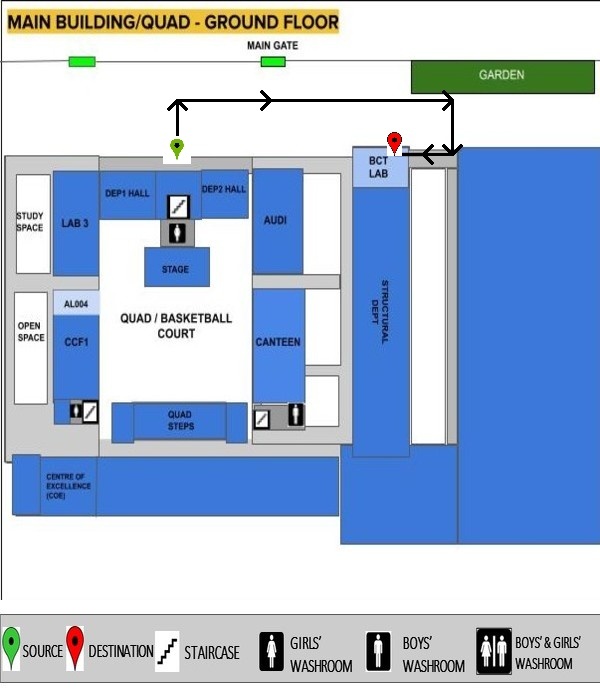 MAIN BUILDING/QUAD - GROUND FLOOR
MAIN GATE
GARDEN
BCT
LAB
DEP1 HALL
DEP2 HALL
STUDY
SPACE
LAB 3
AUDI
STAGE
AL004
OPEN
SPACE
CCF1
QUAD / BASKETBALL
COURT
CANTEEN
STRUCTURAL
DEPT
QUAD
STEPS
CENTRE OF
EXCELLENCE
(COE)
SOURCE
DESTINATION
STAIRCASE
GIRLS'
WASHROOM
BOYS'
WASHROOM
BOYS' & GIRLS'
WASHROOM